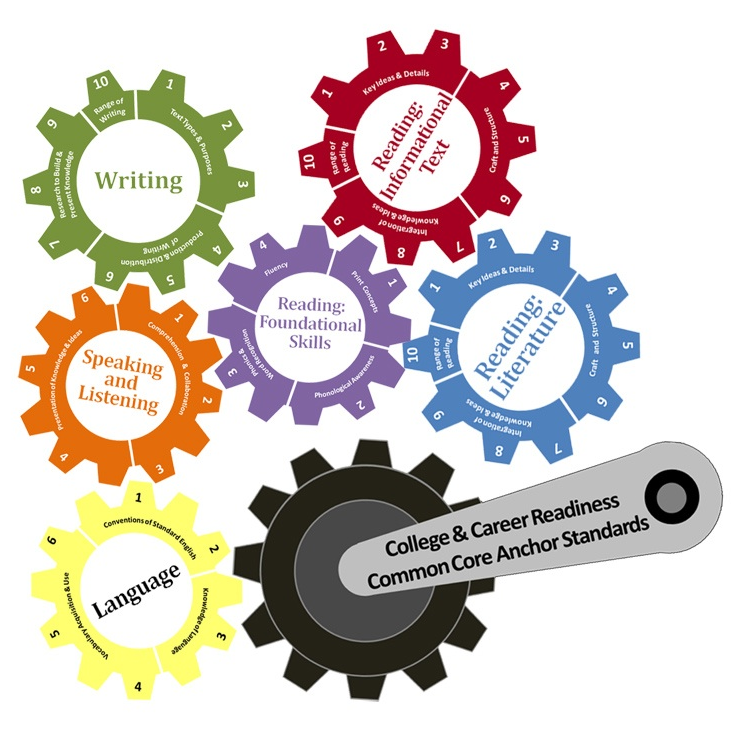 Writing
1
2
3
4
5
6
7
8
9
10
Text Types & Purposes
Production & Distribution
of Writing
Research to Build &
Present Knowledge
Range of
Writing
Reading:
Informational
Text
1
2
3
4
5
6
7
8
9
10
Key Ideas & Details
Craft and Structure
Integration of
Knowledge & Ideas
Range of
Reading
Reading:
Foundational
Skills
1
2
3
4
Print Concepts
Phonological Awareness
Phonics &
Word Recognition
Fluency
Reading:
Literature
1
2
3
4
5
6
7
8
9
10
Key Ideas & Details
Craft and Structure
Integration of
Knowledge & Ideas
Range of
Reading
Speaking
and
Listening
1
2
3
4
5
6
Comprehension & Collaboration
Presentation of Knowledge & Ideas
Language
1
2
3
4
5
6
Conventions of Standard English
Knowledge of Language
Vocabulary Acquisition & Use
College & Career Readiness
Common Core Anchor Standards